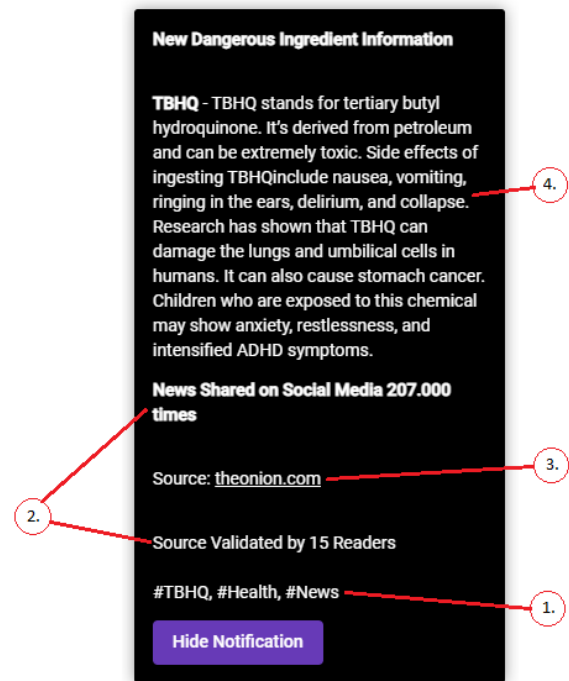 New Dangerous Ingredient Information
TBHQ - TBHQ stands for tertiary butyl
hydroquinone. It's derived from petroleum
and can be extremely toxic. Side effects of
ingesting TBHQinclude nausea, vomiting,
ringing in the ears, delirium, and collapse.
4.
Research has shown that TBHQ can
damage the lungs and umbilical cells in
humans. It can also cause stomach cancer.
Children who are exposed to this chemical
may show anxiety, restlessness, and
intensified ADHD symptoms.
News Shared on Social Media 207.000
times
Source: theonion.com
3.
2.
Source Validated by 15 Readers
#TBHQ, #Health, #News
1.
Hide Notification